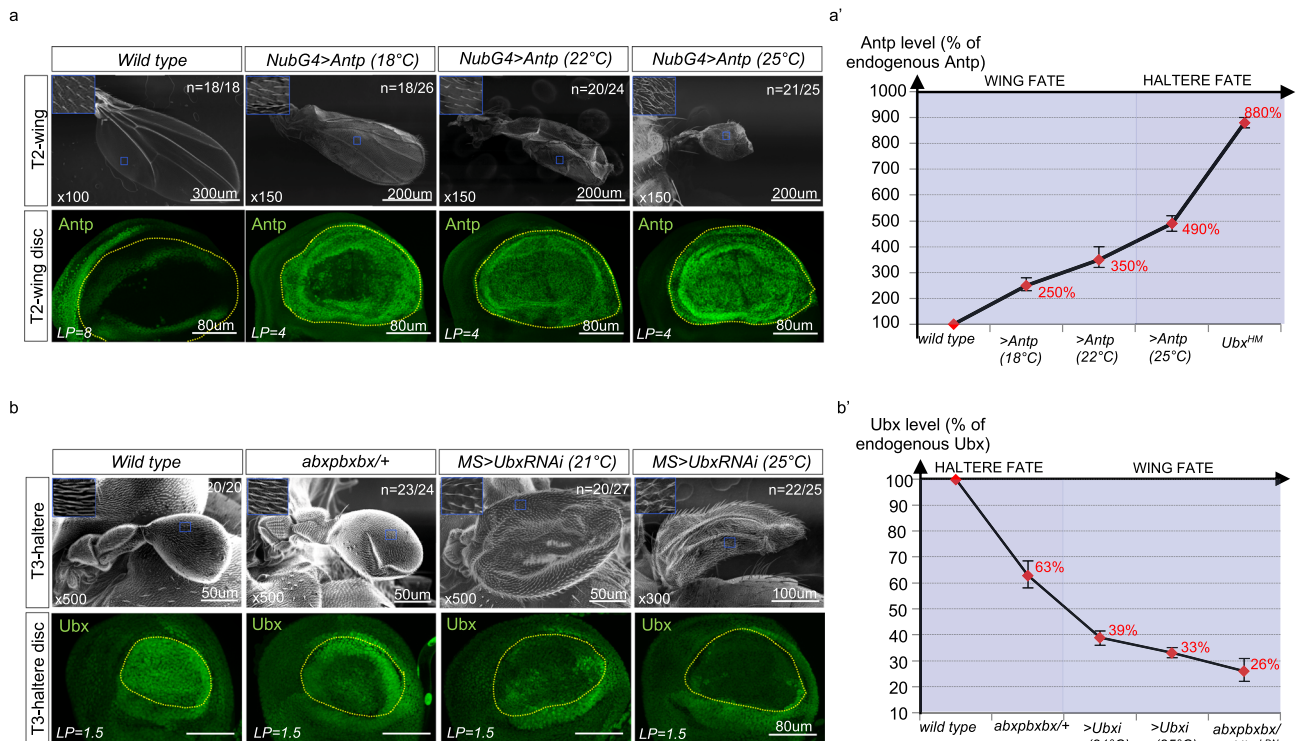 a
Wild type
NubG4>Antp (18°C)
NubG4>Antp (22°C)
NubG4>Antp (25°C)
T2-wing
n=18/18
x100
300um
n=18/26
x150
200um
n=20/24
x150
200um
n=21/25
x150
200um
T2-wing disc
Antp
LP=8
80um
Antp
LP=4
80um
Antp
LP=4
80um
Antp
LP=4
80um
a'
Antp level (% of
endogenous Antp)
WING FATE
HALTERE FATE
1000
900
800
700
600
500
400
300
200
100
250%
350%
490%
880%
wild type
>Antp
(18°C)
>Antp
(22°C)
>Antp
(25°C)
UbxHM
b
Wild type
abxpbxbx/+
MS>UbxRNAi (21°C)
MS>UbxRNAi (25°C)
T3-haltere
20/20
x500
50um
n=23/24
x500
50um
n=20/27
x500
50um
n=22/25
x300
100um
T3-haltere disc
Ubx
LP=1.5
Ubx
LP=1.5
Ubx
LP=1.5
Ubx
LP=1.5
80um
b'
Ubx level (% of
endogenous Ubx)
HALTERE FATE
WING FATE
100
90
80
70
60
50
40
30
20
10
63%
39%
33%
26%
wild type
abxpbxbx/+
>Ubxi
>Ubxi
abxpbxbx/